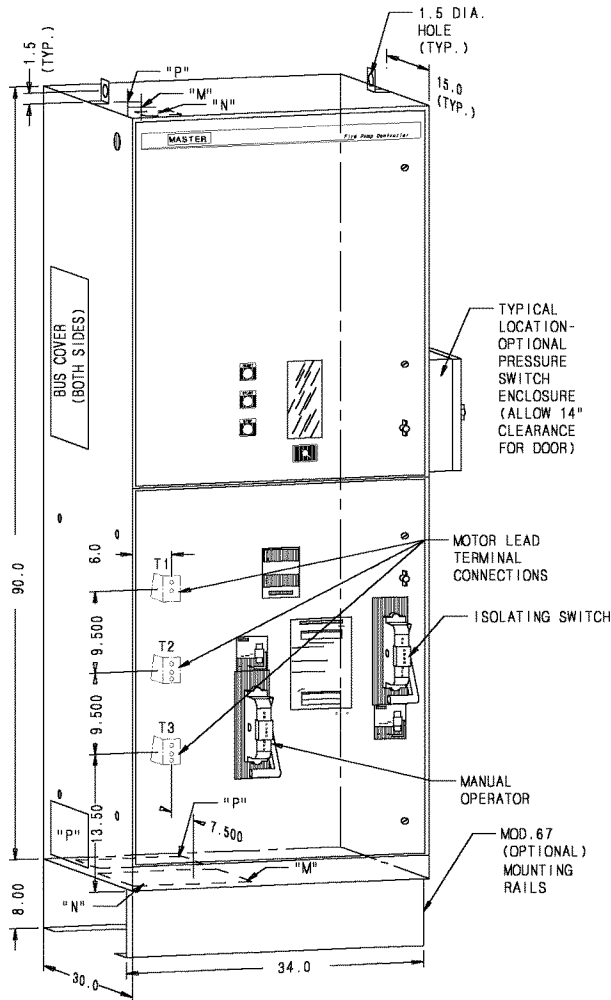 1.5
(TYP.)
"P"
"M"
"N"
1.5 DIA.
HOLE
(TYP.)
15.0
(TYP.)
MASTER
Fire Pump Controller
BUS COVER
(BOTH SIDES)
TYPICAL
LOCATION-
OPTIONAL
PRESSURE
SWITCH
ENCLOSURE
(ALLOW 14"
CLEARANCE
FOR DOOR)
90.0
6.0
T1
MOTOR LEAD
TERMINAL
CONNECTIONS
ISOLATING SWITCH
9.500
T2
9.500
T3
MANUAL
OPERATOR
13.50
"P"
"P"
7.500
MOD.67
(OPTIONAL)
MOUNTING
RAILS
"M"
"N"
8.00
30.0
34.0